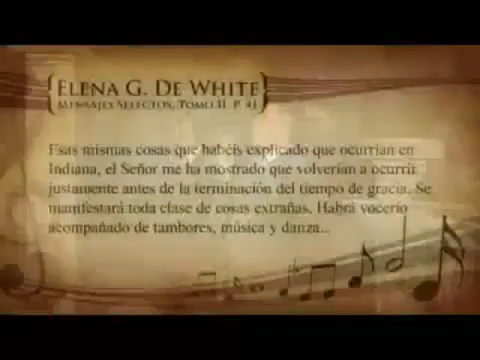 {ELENA G. DE WHITE}
MENSAJES SELECTOS, TOMO II, P. 41
Esas mismas cosas que habéis explicado que ocurrían en
Indiana, el Señor me ha mostrado que volverían a ocurrir
justamente antes de la terminación del tiempo de gracia. Se
manifestará toda clase de cosas extrañas. Habrá vocerío
acompañado de tambores, música y danza...